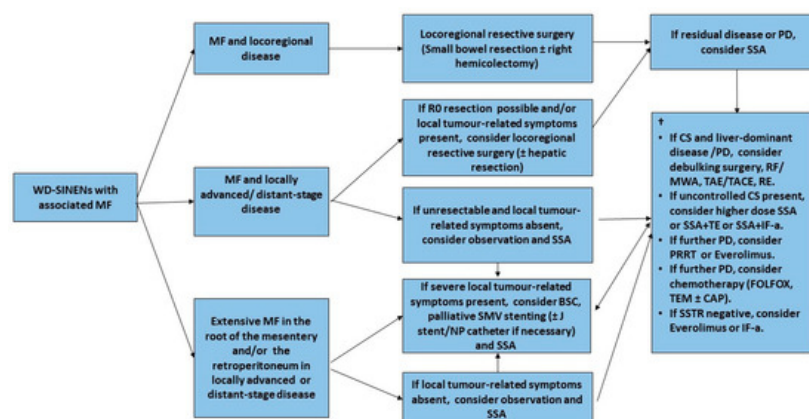 WD-SINENs with
associated MF
MF and locoregional
disease
MF and locally
advanced/ distant-stage
disease
Extensive MF in the
root of the mesentery
and/or the
retroperitoneum in
locally advanced or
distant-stage disease
Locoregional resective surgery
(Small bowel resection ± right
hemicolectomy)
If R0 resection possible and/or
local tumour-related symptoms
present, consider locoregional
resective surgery (± hepatic
resection)
If unresectable and local tumour-
related symptoms absent,
consider observation and SSA
If severe local tumour-related
symptoms present, consider BSC,
palliative SMV stenting (± J
stent/NP catheter if necessary)
and SSA
If local tumour-related symptoms
absent, consider observation and
SSA
If residual disease or PD,
consider SSA
†
• If CS and liver-dominant
disease /PD, consider
debulking surgery, RF/
MWA, TAE/TACE, RE.
• If uncontrolled CS present,
consider higher dose SSA
or SSA+TE or SSA+IF-a.
• If further PD, consider
PRRT or Everolimus.
• If further PD, consider
chemotherapy (FOLFOX,
TEM ± CAP).
• If SSTR negative, consider
Everolimus or IF-a.